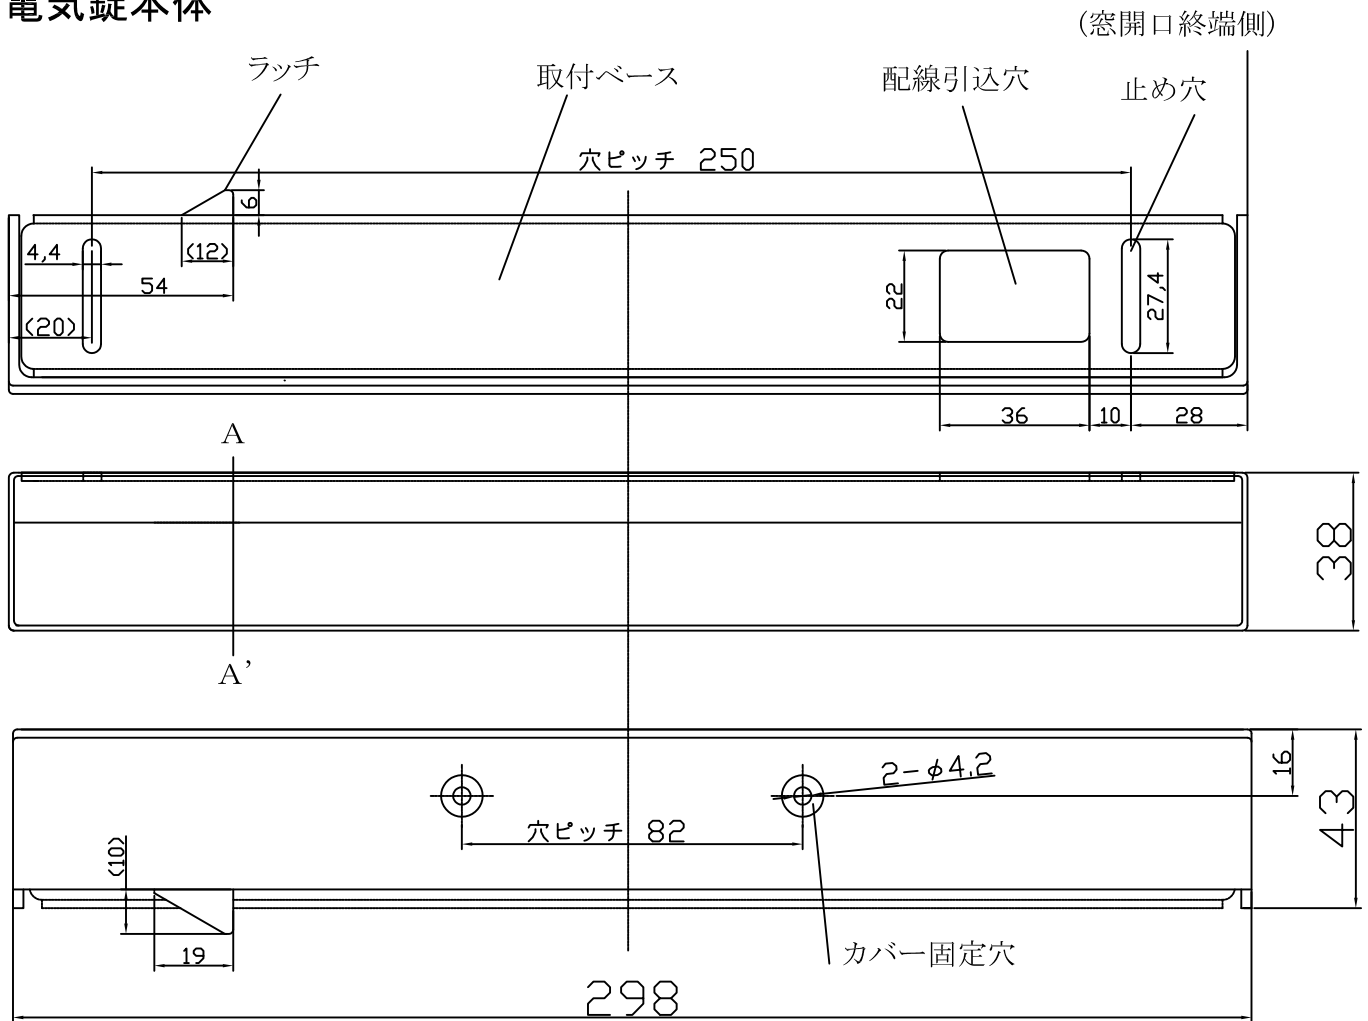 電気錠本体
(窓開口終端側)
ラッチ
取付ベース
配線引込穴
止め穴
穴ピッチ 250
6
4,4
(12)
54
(20)
22
27,4
36
10
28
A
38
A'
2-φ4.2
16
穴ピッチ 82
43
(10)
19
カバー固定穴
298